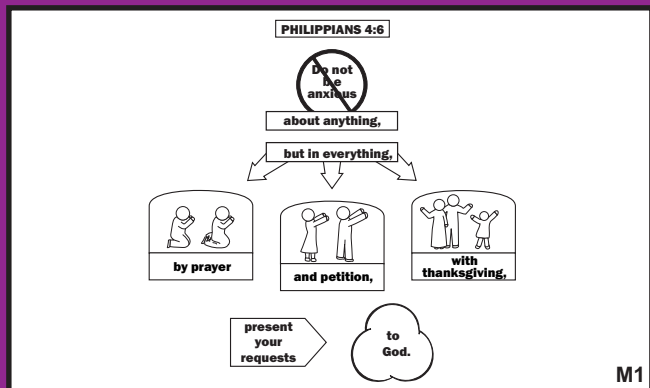 PHILIPPIANS 4:6
Do not
be
anxious
about anything,
but in everything,
by prayer
and petition,
with
thanksgiving,
present
your
requests
to
God.
M1